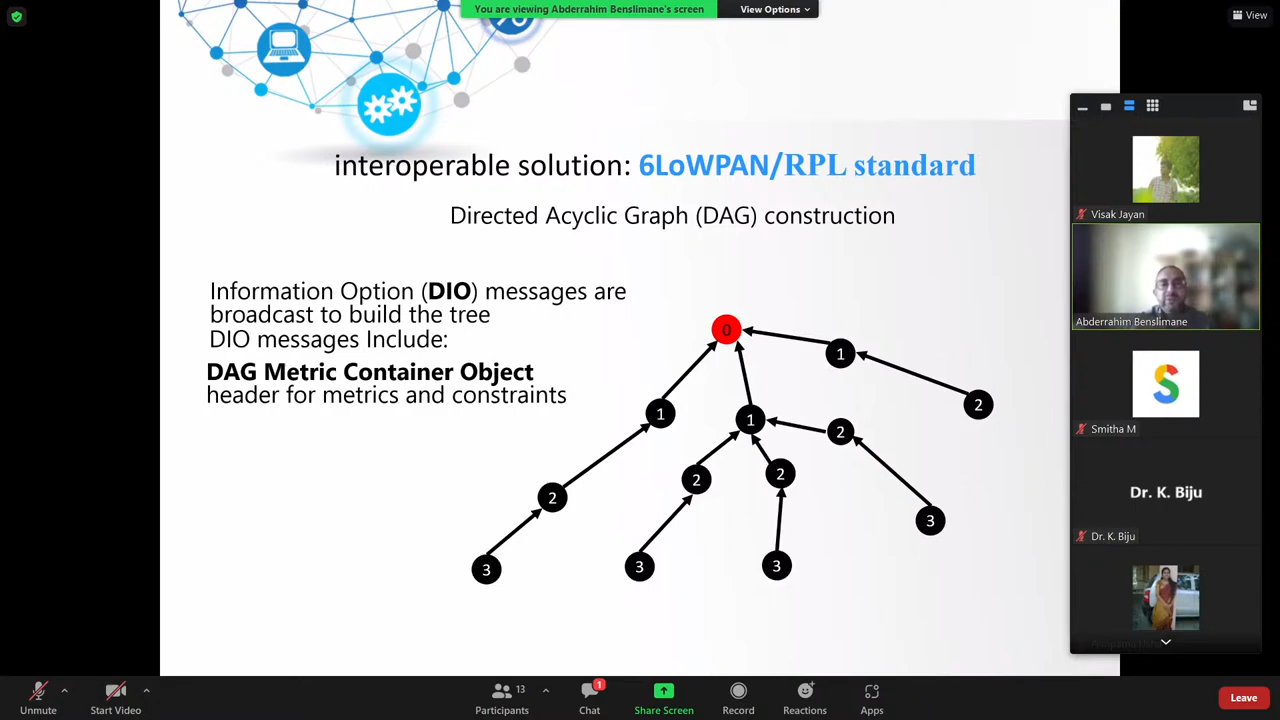 You are viewing Abderrahim Benslimane's screen
View Options
View
interoperable solution: 6LoWPAN/RPL standard
Directed Acyclic Graph (DAG) construction
Information Option (DIO) messages are
broadcast to build the tree
DIO messages Include:
DAG Metric Container Object
header for metrics and constraints
0
1
2
1
1
2
2
2
2
3
3
3
3
Visak Jayan
Abderrahim Benslimane
S
Smitha M
Dr. K. Biju
Dr. K. Biju
Unmute
Start Video
13
Participants
1
Chat
Share Screen
Record
Reactions
Apps
Leave